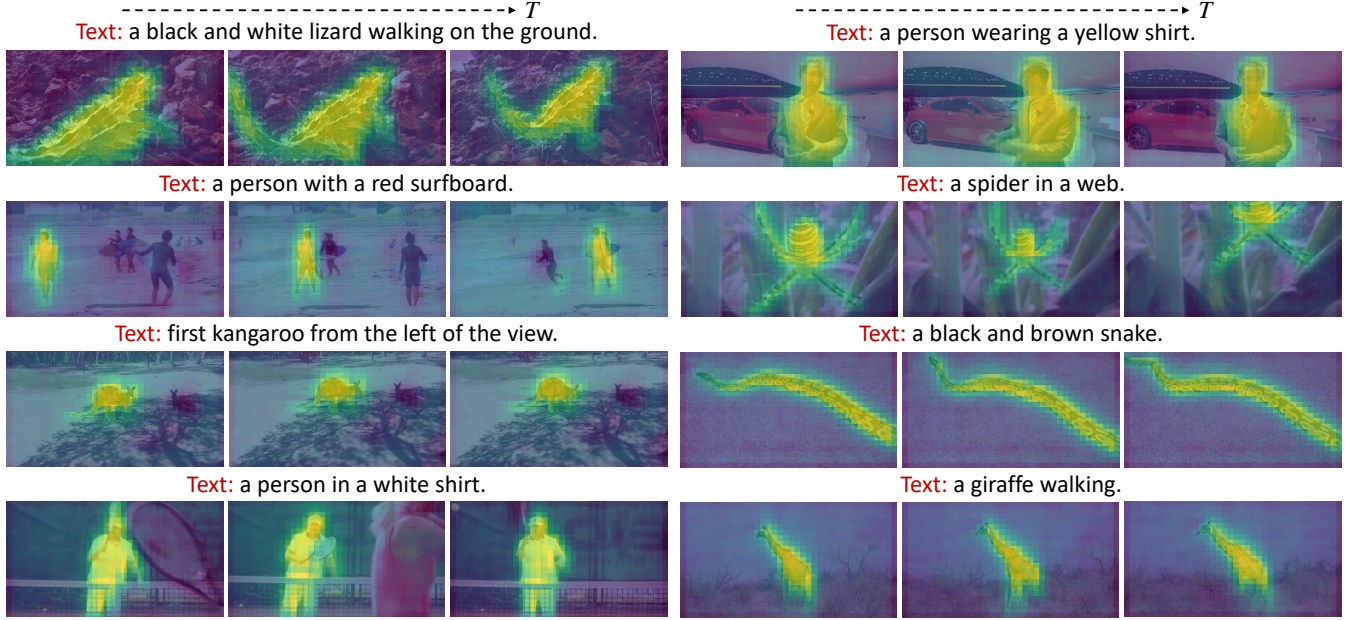 T
T
Text: a black and white lizard walking on the ground.
Text: a person wearing a yellow shirt.
Text: a person with a red surfboard.
Text: a spider in a web.
Text: first kangaroo from the left of the view.
Text: a black and brown snake.
Text: a person in a white shirt.
Text: a giraffe walking.